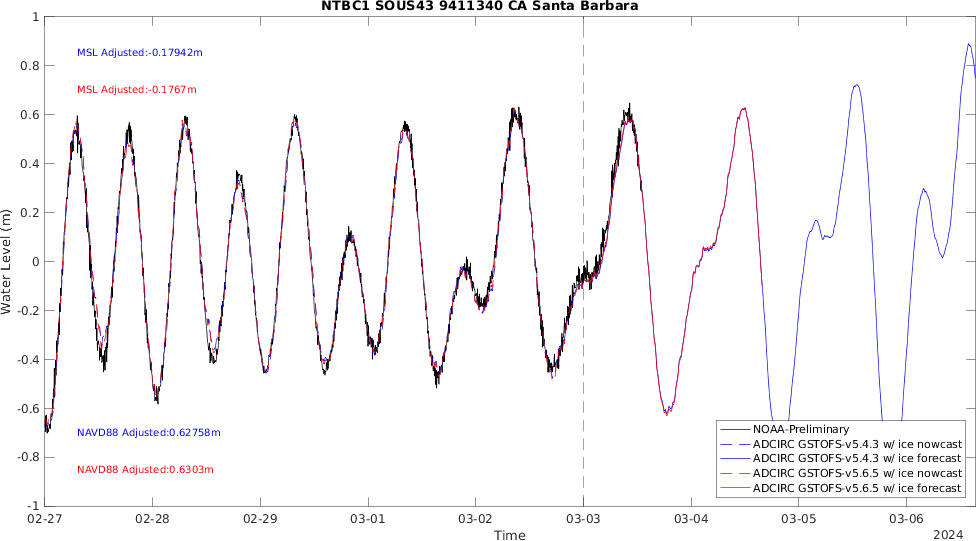 NTBC1 SOUS43 9411340 CA Santa Barbara
1
0.8
0.6
0.4
0.2
0
-0.2
-0.4
-0.6
-0.8
-1
Water Level (m)
MSL Adjusted:-0.17942m
MSL Adjusted:-0.1767m
NAVD88 Adjusted:0.62758m
NAVD88 Adjusted:0.6303m
NOAA-Preliminary
ADCIRC GSTOFS-v5.4.3 w/ ice nowcast
ADCIRC GSTOFS-v5.4.3 w/ ice forecast
ADCIRC GSTOFS-v5.6.5 w/ ice nowcast
ADCIRC GSTOFS-v5.6.5 w/ ice forecast
02-27 02-28 02-29 03-01 03-02 03-03 03-04 03-05 03-06
Time
2024